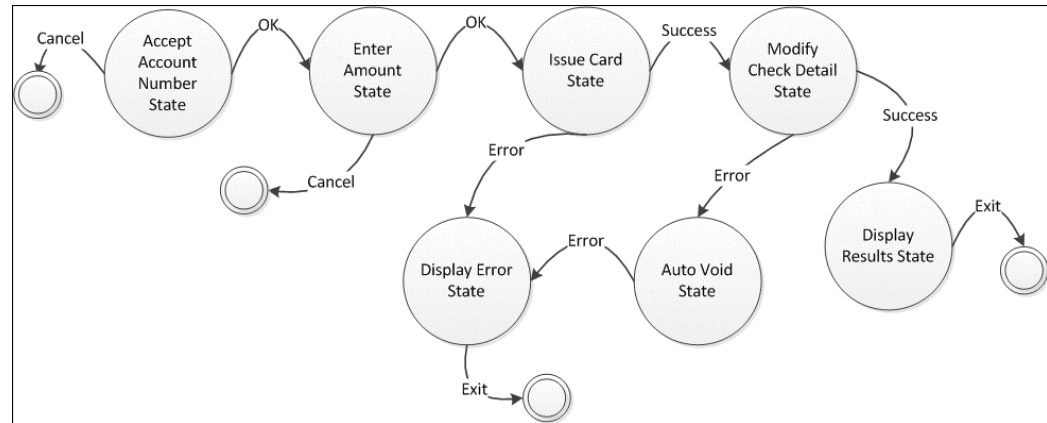 Cancel
Accept
Account
Number
State
OK
Enter
Amount
State
OK
Issue Card
State
Success
Modify
Check Detail
State
Success
Cancel
Error
Error
Display Error
State
Error
Auto Void
State
Display
Results State
Exit
Exit